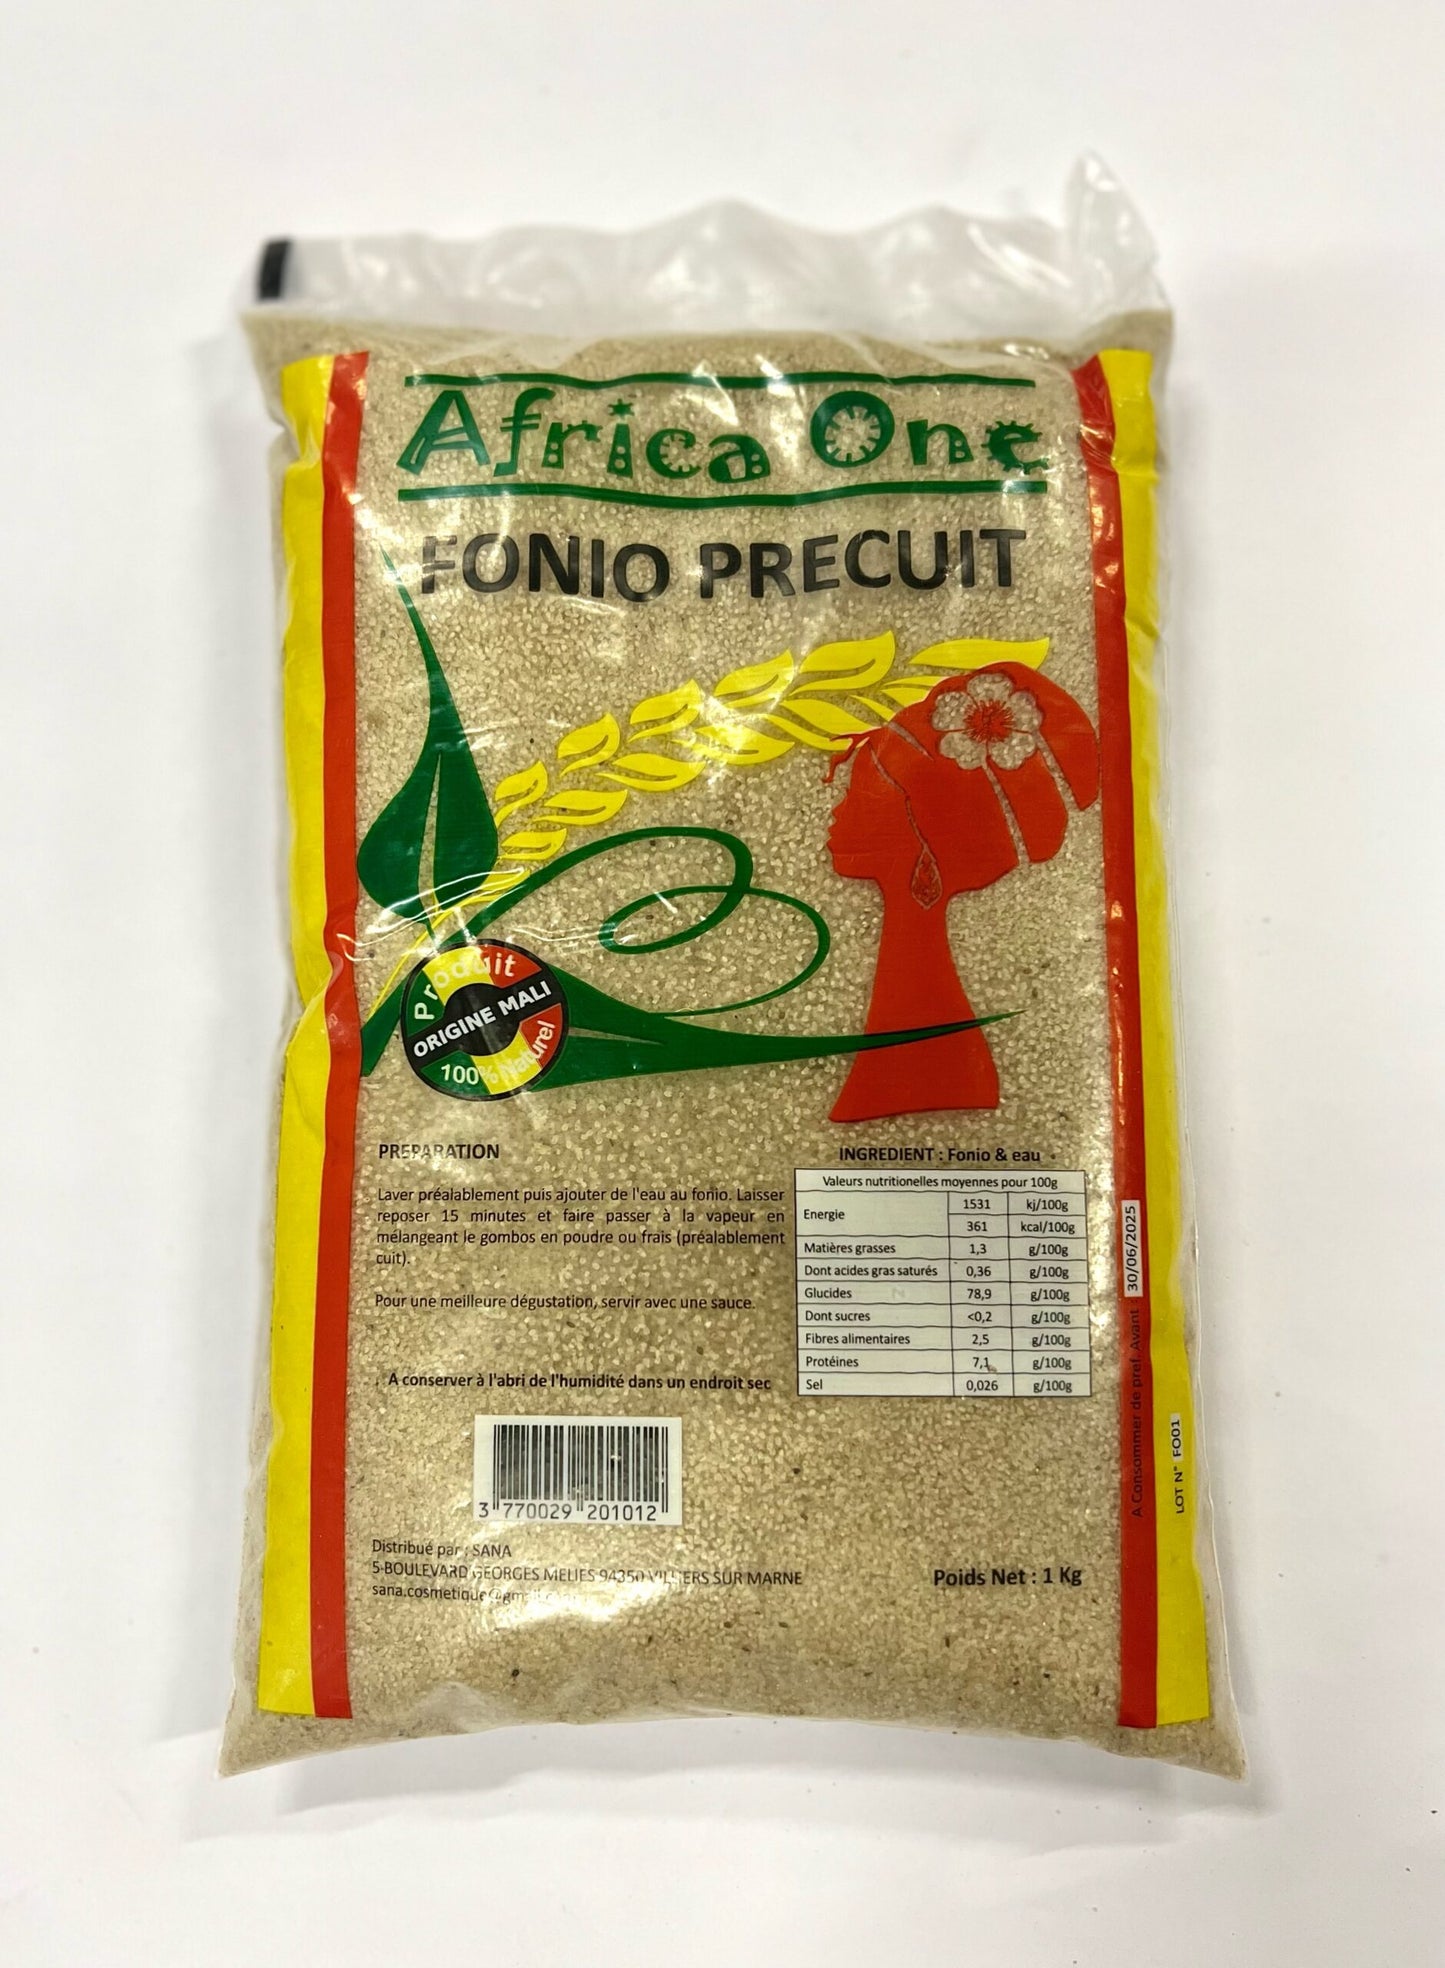 Africa One
FONIO PRECUIT
Produit
ORIGINE MALI
100% Naturel
PREPARATION
Laver préalablement puis ajouter de l'eau au fonio. Laisser
reposer 15 minutes et faire passer à la vapeur en
mélangeant le gombos en poudre ou frais (préalablement
cuit).
Pour une meilleure dégustation, servir avec une sauce.
A conserver à l'abri de l'humidité dans un endroit sec
3 770029 201012
Distribué par : SANA
5 BOULEVARD GEORGES MELIES 94350 VILLIERS SUR MARNE
INGREDIENT : Fonio & eau
Valeurs nutritionelles moyennes pour 100g
Energie 1531 kj/100g
361 kcal/100g
Matières grasses 1,3 g/100g
Dont acides gras saturés 0,36 g/100g
Glucides 78,9 g/100g
Dont sucres <0,2 g/100g
Fibres alimentaires 2,5 g/100g
Protéines 7,1 g/100g
Sel 0,026 g/100g
Poids Net : 1 Kg
A Consommer de pref. Avant : 30/06/2025
LOT N° FO01